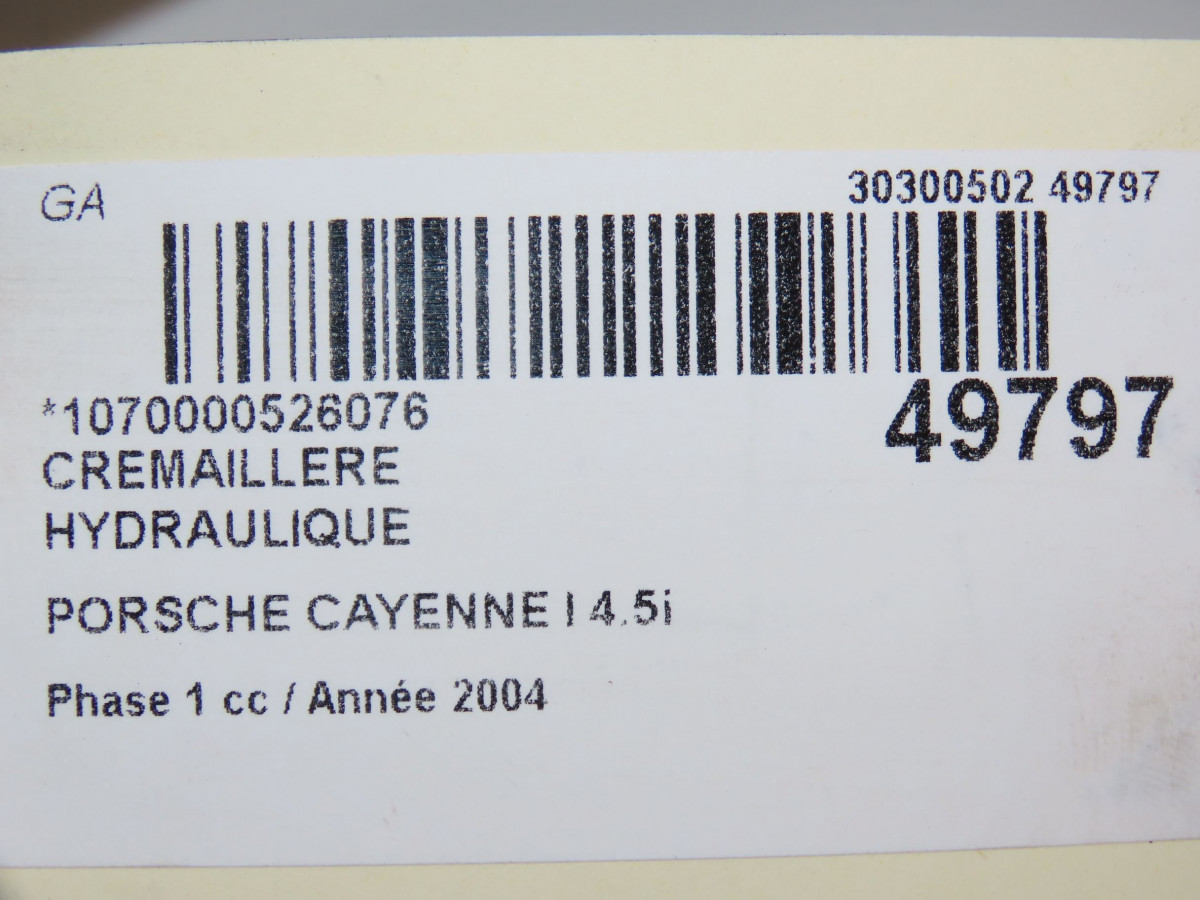 GA
30300502 49797
*1070000526076
49797
CREMAILLERE
HYDRAULIQUE
PORSCHE CAYENNE I 4.5i
Phase 1 cc / Année 2004